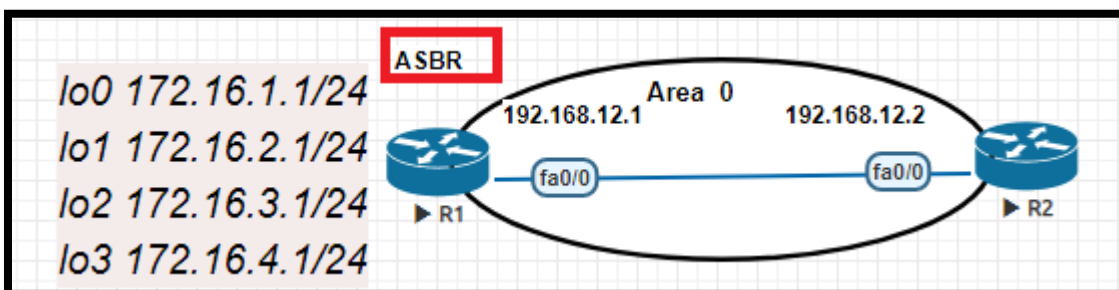 ASBR
lo0 172.16.1.1/24
lo1 172.16.2.1/24
lo2 172.16.3.1/24
lo3 172.16.4.1/24
Area 0
192.168.12.1
192.168.12.2
fa0/0
fa0/0
R1
R2